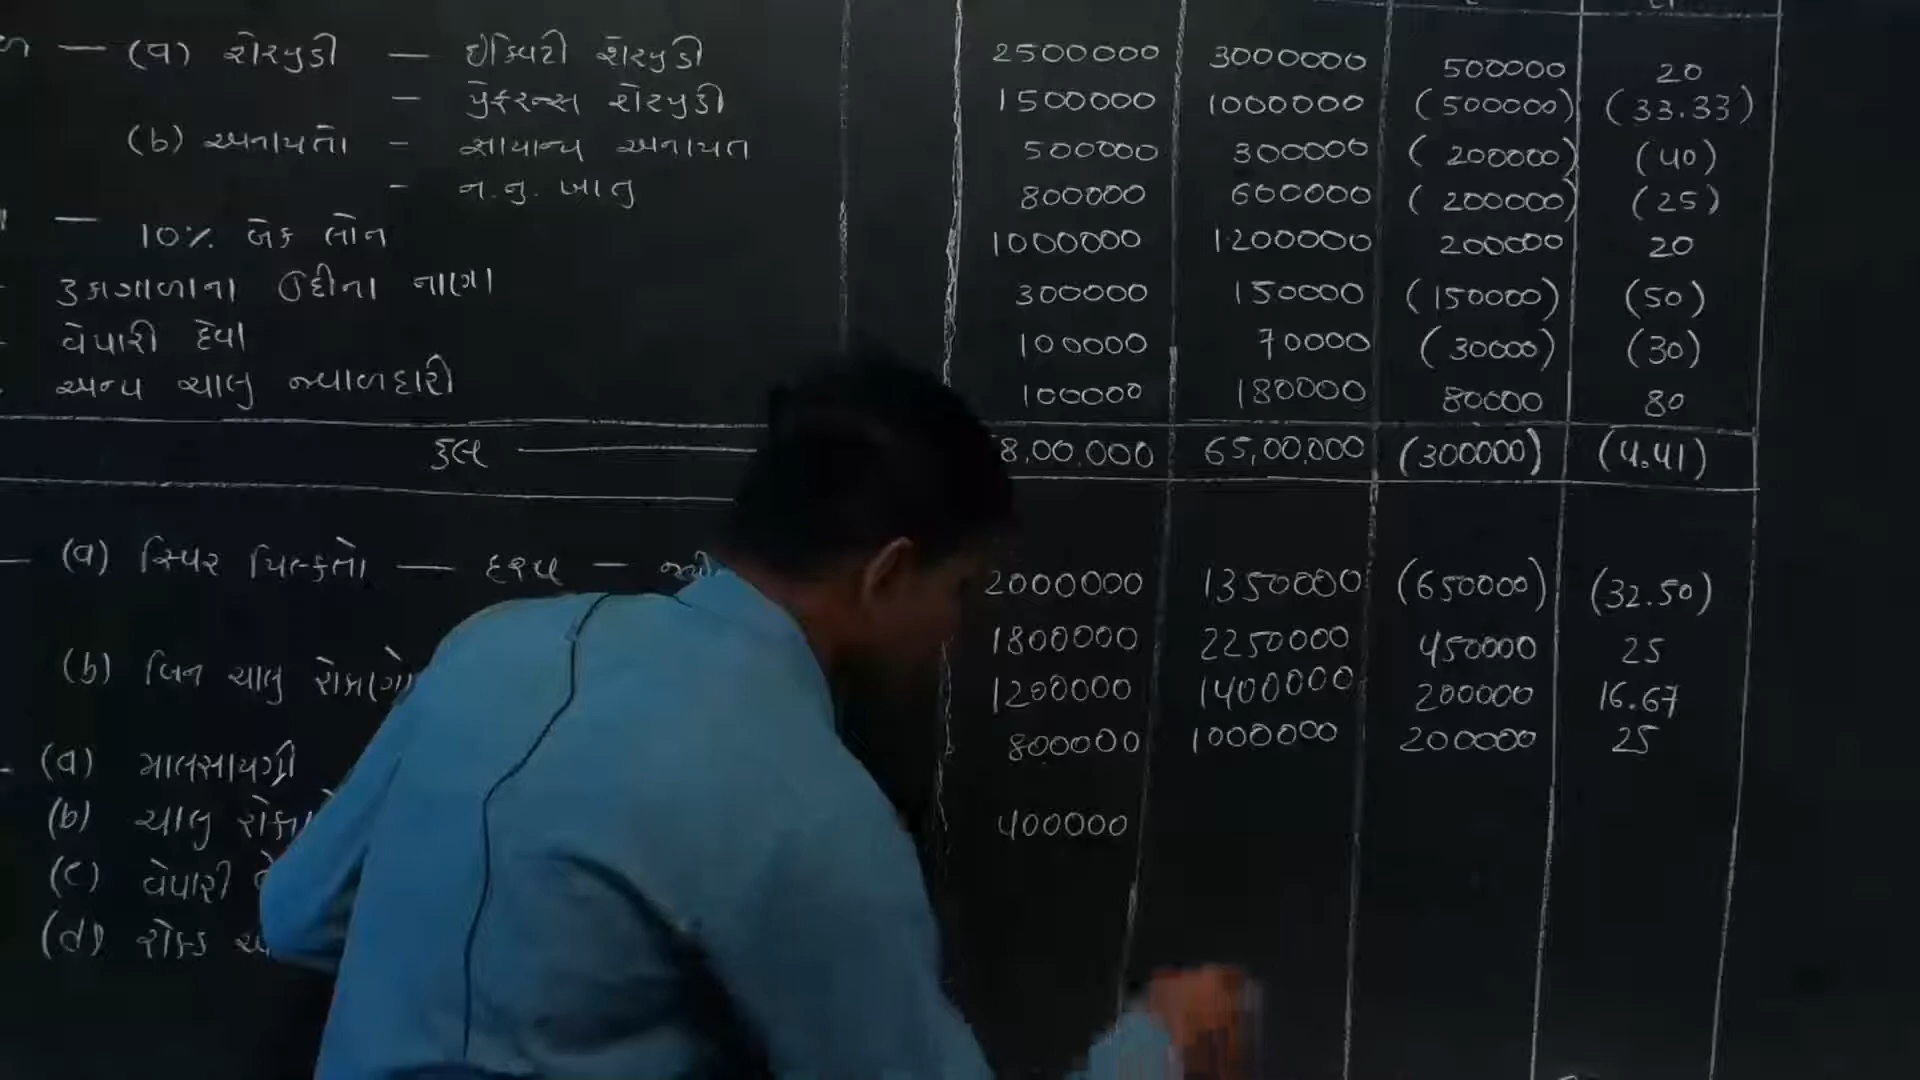 — (a) શેરમુડી — ઈક્વિટી શેરમુડી 2500000 3000000 500000 20
— પ્રેફરન્સ શેરમુડી 1500000 1000000 (500000) (33.33)
(b) અનામતો — સામાન્ય અનામત 500000 300000 (200000) (40)
- ન.નુ. ખાતુ 800000 600000 (200000) (25)
— 10% બેંક લોન 1000000 1200000 200000 20
ટુકાગાળાના ઉછીના નાણા 300000 150000 (150000) (50)
વેપારી દેવા 100000 70000 (30000) (30)
અન્ય ચાલુ જવાબદારી 100000 180000 80000 80
કુલ — 8,00,000 65,00,000 (300000) (4.41)
— (a) સ્થિર મિલ્કતો — દશ્ય — 2000000 1350000 (650000) (32.50)
1800000 2250000 450000 25
(b) બિન ચાલુ રોકાણો 1200000 1400000 200000 16.67
(a) માલસામગ્રી 800000 1000000 200000 25
(b) ચાલુ 400000
(c) વેપારી
(d) રોકડ